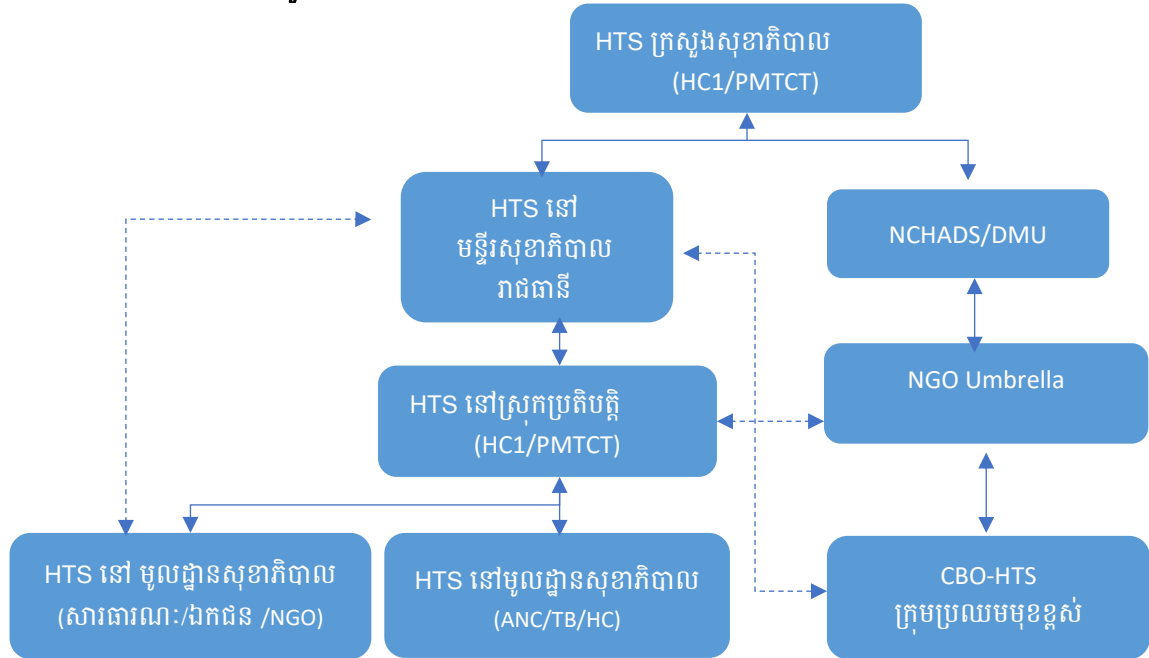 HTS ក្រសួងសុខាភិបាល
(HC1/PMTCT)
HTS នៅ
មន្ទីរសុខាភិបាល
រាជធានី
NCHADS/DMU
HTS នៅស្រុកប្រតិបត្តិ
(HC1/PMTCT)
NGO Umbrella
HTS នៅ មូលដ្ឋានសុខាភិបាល
(សារធារណៈ/ឯកជន /NGO)
HTS នៅមូលដ្ឋានសុខាភិបាល
(ANC/TB/HC)
CBO-HTS
ក្រុមប្រឈមមុខខ្ពស់